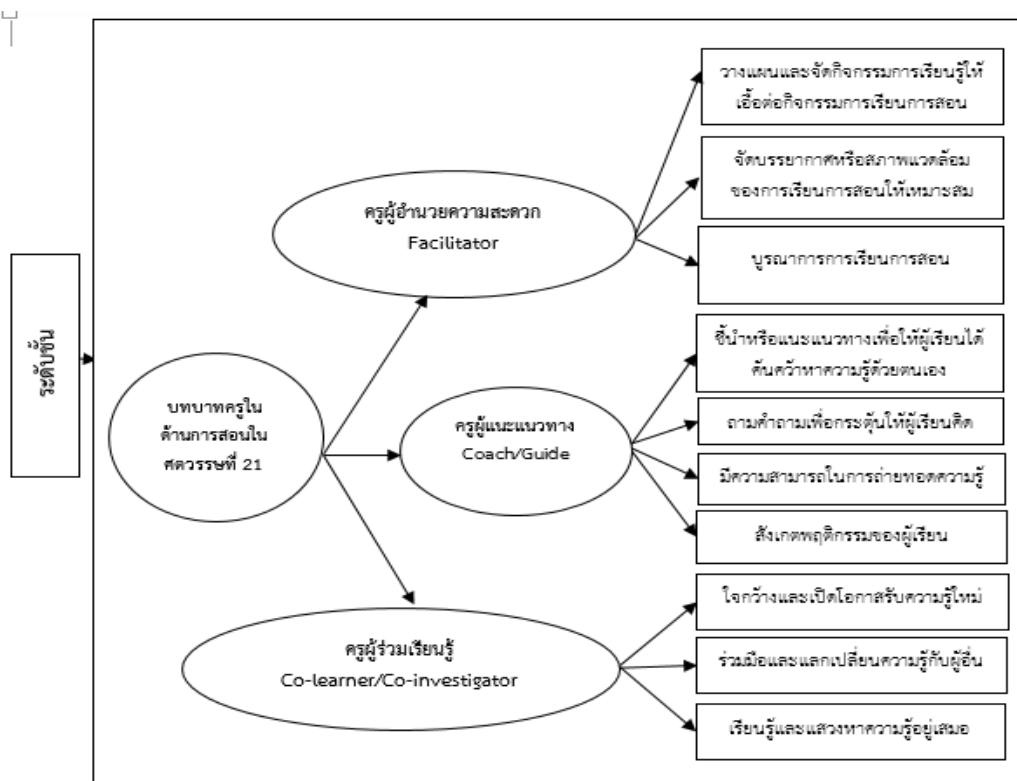 ระดับชั้น
บทบาทครูใน
ด้านการสอนใน
ศตวรรษที่ 21
ครูผู้อำนวยความสะดวก
Facilitator
วางแผนและจัดกิจกรรมการเรียนรู้ให้
เอื้อต่อกิจกรรมการเรียนการสอน
จัดบรรยากาศหรือสภาพแวดล้อม
ของการเรียนการสอนให้เหมาะสม
บูรณาการการเรียนการสอน
ครูผู้แนะแนวทาง
Coach/Guide
ชี้นำหรือแนะแนวทางเพื่อให้ผู้เรียนได้
ค้นคว้าหาความรู้ด้วยตนเอง
ถามคำถามเพื่อกระตุ้นให้ผู้เรียนคิด
มีความสามารถในการถ่ายทอดความรู้
สังเกตพฤติกรรมของผู้เรียน
ครูผู้ร่วมเรียนรู้
Co-learner/Co-investigator
ใจกว้างและเปิดโอกาสรับความรู้ใหม่
ร่วมมือและแลกเปลี่ยนความรู้กับผู้อื่น
เรียนรู้และแสวงหาความรู้อยู่เสมอ